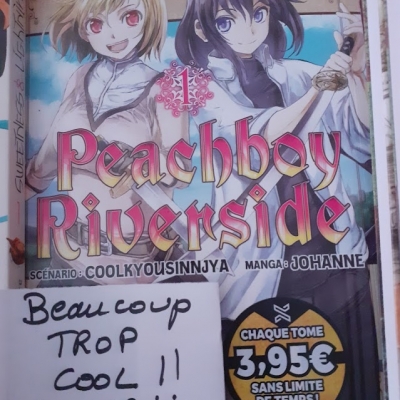 1
Peachboy
Riverside
SCÉNARIO : COOLKYOUSINNJYA MANGA : JOHANNE
Beaucoup
TROP
COOL !!
CHAQUE TOME
3,95€
SANS LIMITE
DE TEMPS !